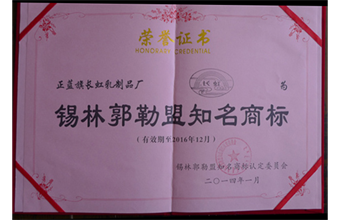 荣誉证书
HONORARY CREDENTIAL
正蓝旗长虹乳制品厂
长虹
为
锡林郭勒盟知名商标
（有效期至2016年12月）
锡林郭勒盟知名商标认定委员会
二〇一四年一月